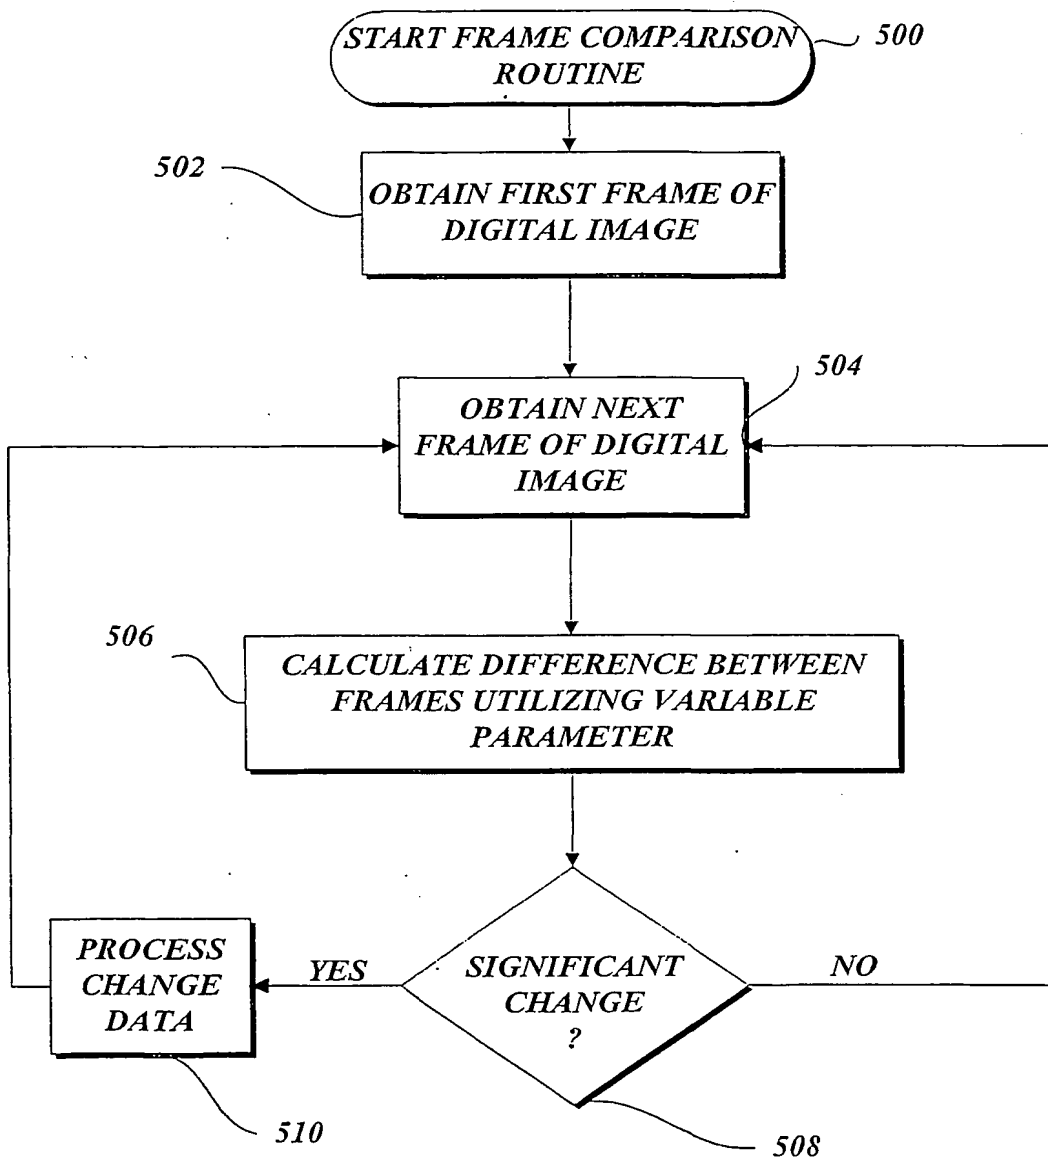 START FRAME COMPARISON
ROUTINE
500
502
OBTAIN FIRST FRAME OF
DIGITAL IMAGE
504
OBTAIN NEXT
FRAME OF DIGITAL
IMAGE
506
CALCULATE DIFFERENCE BETWEEN
FRAMES UTILIZING VARIABLE
PARAMETER
PROCESS
CHANGE
DATA
YES
SIGNIFICANT
CHANGE
?
NO
510
508